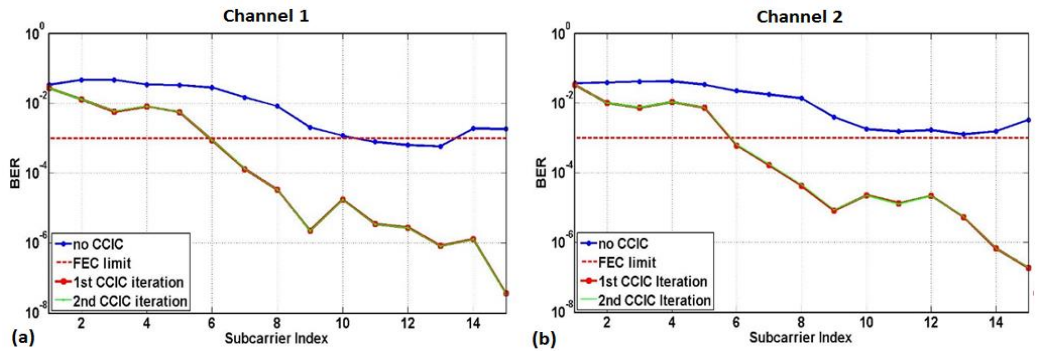 Channel 1
10^0
10^-2
10^-4
10^-6
10^-8
BER
no CCIC
FEC limit
1st CCIC iteration
2nd CCIC iteration
2 4 6 8 10 12 14
Subcarrier Index
(a)
Channel 2
10^0
10^-2
10^-4
10^-6
10^-8
BER
no CCIC
FEC limit
1st CCIC Iteration
2nd CCIC Iteration
2 4 6 8 10 12 14
Subcarrier Index
(b)